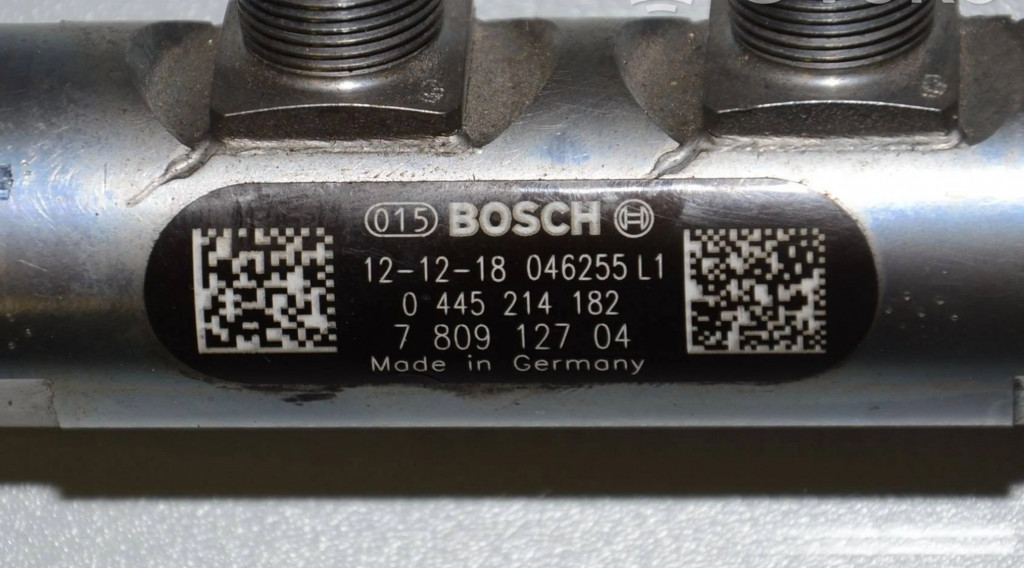 015 BOSCH
12-12-18 046255 L1
0 445 214 182
7 809 127 04
Made in Germany